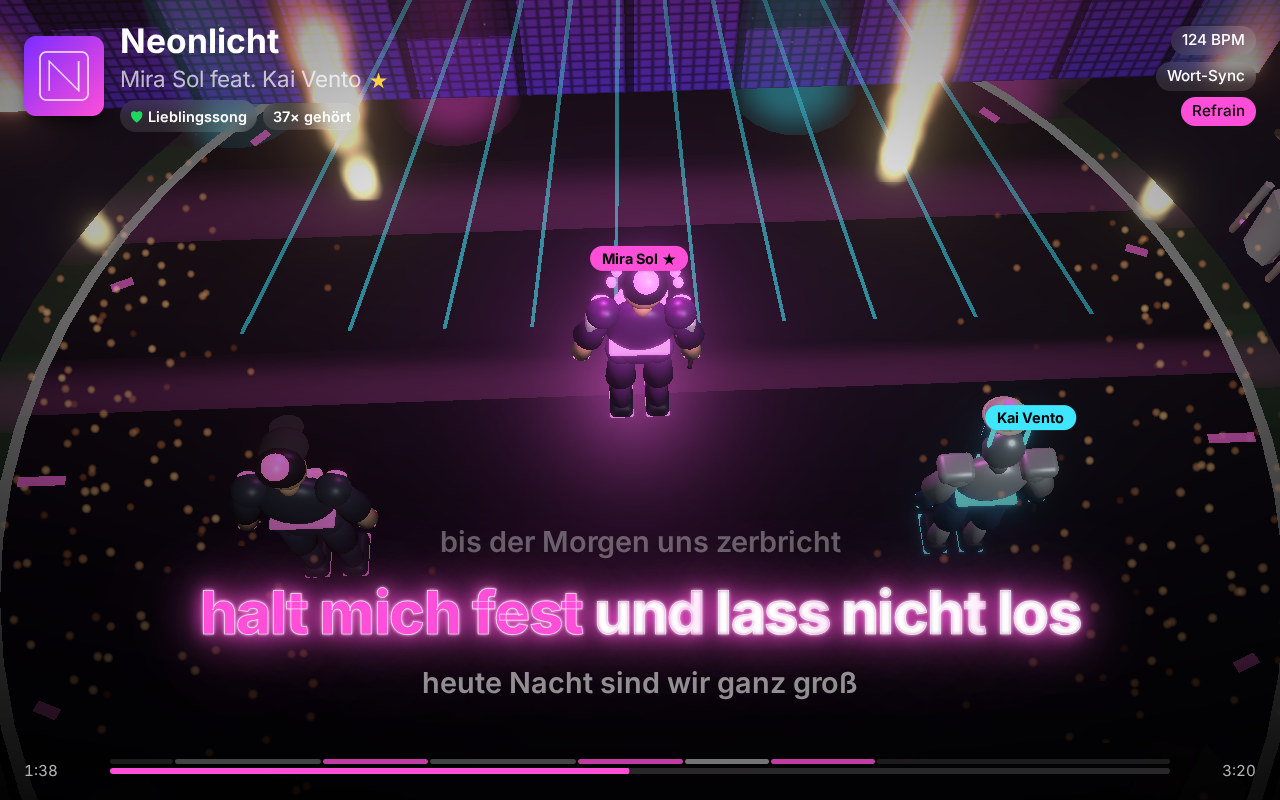 N
Neonlicht
Mira Sol feat. Kai Vento ★
Lieblingssong
37× gehört
124 BPM
Wort-Sync
Refrain
Mira Sol ★
Kai Vento
bis der Morgen uns zerbricht
halt mich fest und lass nicht los
heute Nacht sind wir ganz groß
1:38
3:20